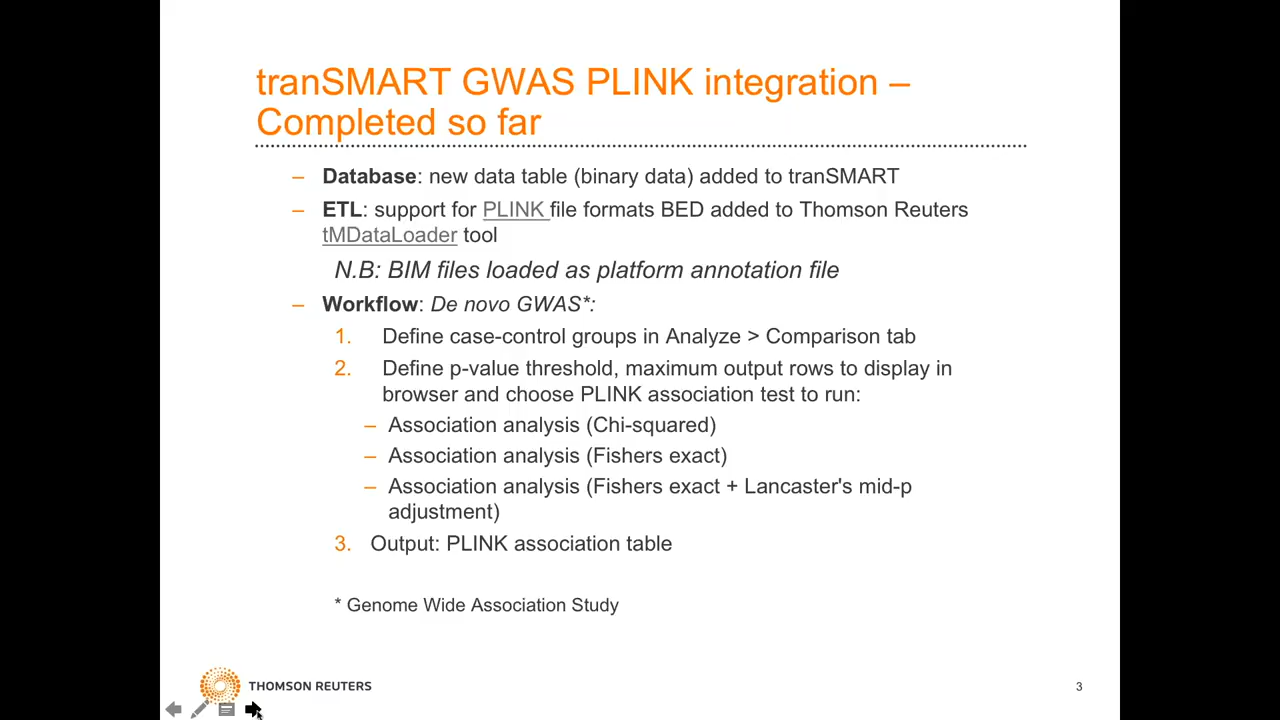 tranSMART GWAS PLINK integration –
Completed so far
– Database: new data table (binary data) added to tranSMART
– ETL: support for PLINK file formats BED added to Thomson Reuters
tMDataLoader tool
N.B: BIM files loaded as platform annotation file
– Workflow: De novo GWAS*:
1. Define case-control groups in Analyze > Comparison tab
2. Define p-value threshold, maximum output rows to display in
browser and choose PLINK association test to run:
– Association analysis (Chi-squared)
– Association analysis (Fishers exact)
– Association analysis (Fishers exact + Lancaster's mid-p
adjustment)
3. Output: PLINK association table
* Genome Wide Association Study
THOMSON REUTERS
3